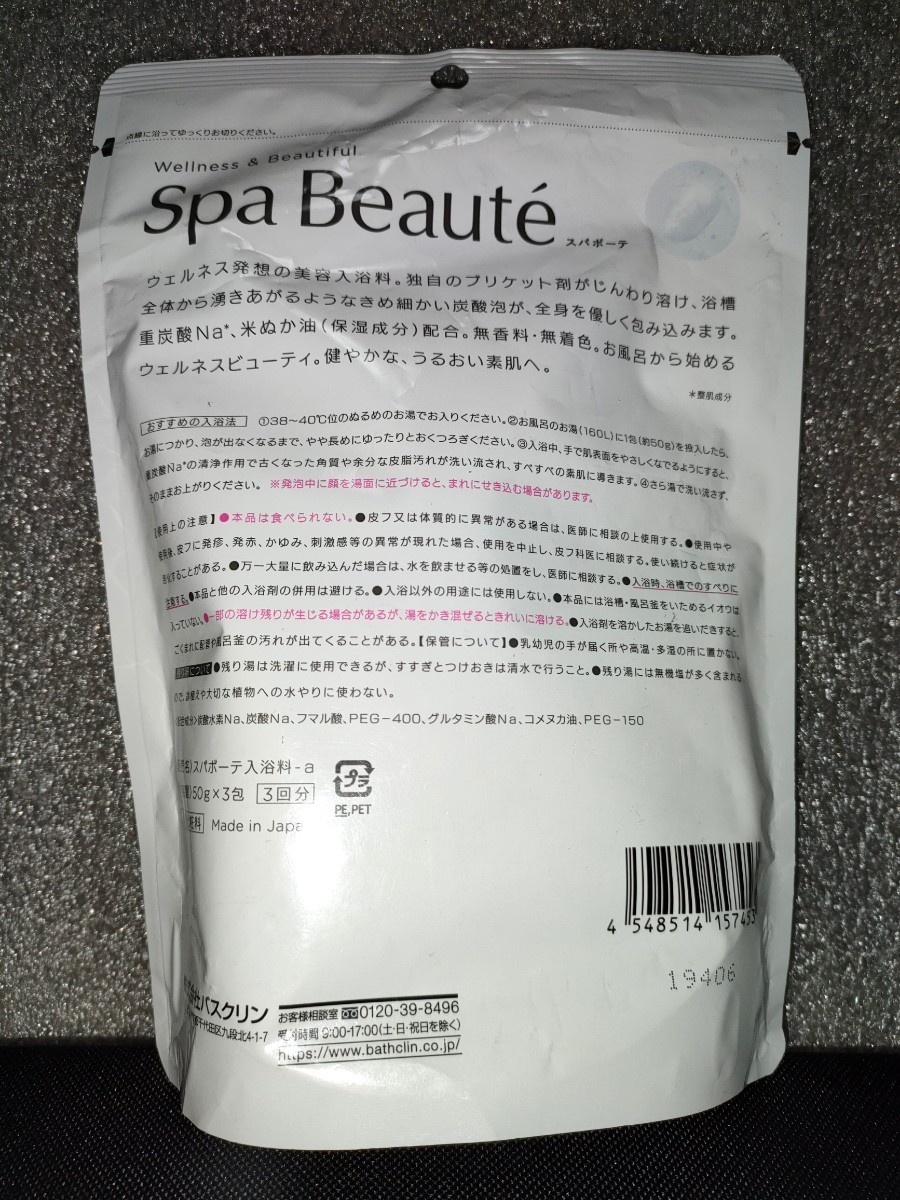 点線に沿ってゆっくりお切りください。
Wellness & Beautiful
Spa Beauté
スパボーテ
ウェルネス発想の美容入浴料。独自のブリケット剤がじんわり溶け、浴槽
全体から湧きあがるようなきめ細かい炭酸泡が、全身を優しく包み込みます。
重炭酸Na*、米ぬか油(保湿成分)配合。無香料・無着色。お風呂から始める
ウェルネスビューティ。健やかな、うるおい素肌へ。
*整肌成分
おすすめの入浴法 ①38~40℃位のぬるめのお湯でお入りください。②お風呂のお湯(160L)に1包(約50g)を投入したら、
お湯につかり、泡が出なくなるまで、やや長めにゆったりとおくつろぎください。③入浴中、手で肌表面をやさしくなでるようにすると、
重炭酸Na*の清浄作用で古くなった角質や余分な皮脂汚れが洗い流され、すべすべの素肌に導きます。④さら湯で洗い流さず、
そのままお上がりください。 ※発泡中に顔を湯面に近づけると、まれにせき込む場合があります。
使用上の注意】●本品は食べられない。●皮フ又は体質的に異常がある場合は、医師に相談の上使用する。●使用中や
使用後、皮フに発疹、発赤、かゆみ、刺激感等の異常が現れた場合、使用を中止し、皮フ科医に相談する。使い続けると症状が
化することがある。●万一大量に飲み込んだ場合は、水を飲ませる等の処置をし、医師に相談する。●入浴時、浴槽でのすべりに
注意する。●本品と他の入浴剤の併用は避ける。●入浴以外の用途には使用しない。●本品には浴槽・風呂釜をいためるイオウは
入っていない。●一部の溶け残りが生じる場合があるが、湯をかき混ぜるときれいに溶ける。●入浴剤を溶かしたお湯を追いだきすると、
ごくまれに配管や風呂釜の汚れが出てくることがある。【保管について】●乳幼児の手が届く所や高温・多湿の所に置かない。
●残り湯は洗濯に使用できるが、すすぎとつけおきは清水で行うこと。●残り湯には無機塩が多く含まれる
ので、鉢植えや大切な植物への水やりに使わない。
炭酸水素Na、炭酸Na、フマル酸、PEG-400、グルタミン酸Na、コメヌカ油、PEG-150
名)スパボーテ入浴料-a
50g×3包 3回分
Made in Japa
プラ
PE,PET
4 548514 157453
19406
バスクリン
千代田区九段北4-1-7
お客様相談室 0120-39-8496
受付時間 9:00-17:00(土・日・祝日を除く)
https://www.bathclin.co.jp/